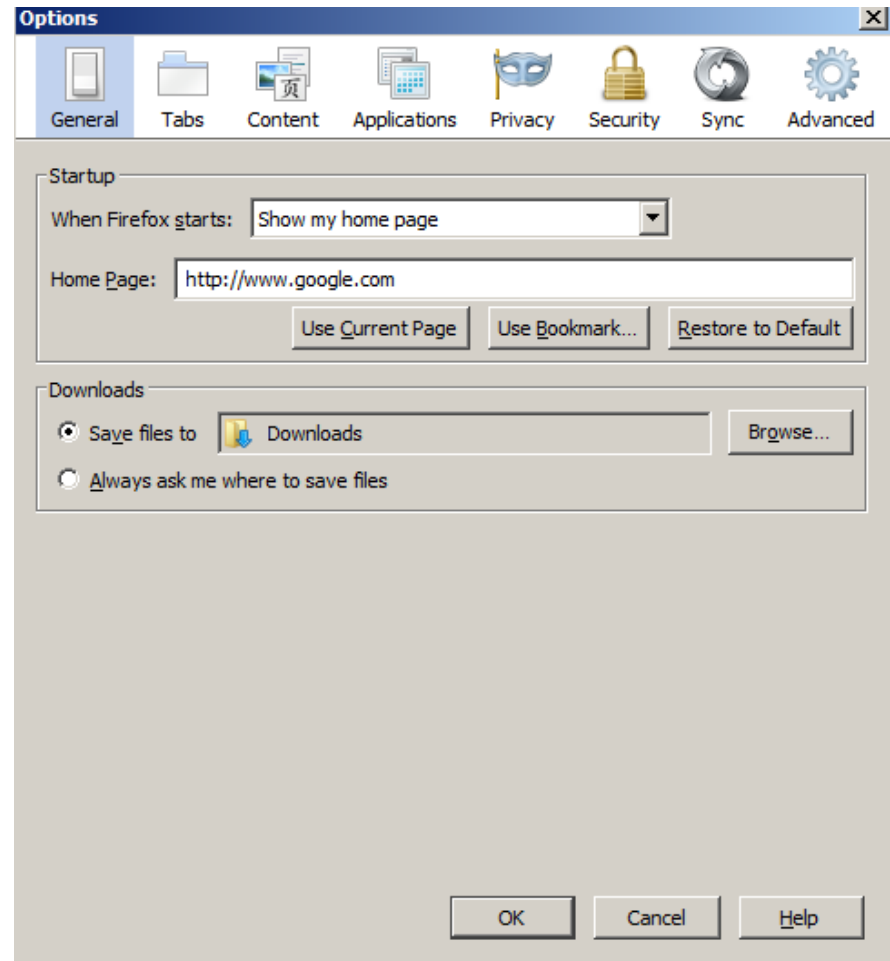 Options
General Tabs Content Applications Privacy Security Sync Advanced
页
Startup
When Firefox starts: Show my home page
Home Page: http://www.google.com
Use Current Page Use Bookmark... Restore to Default
Downloads
Save files to Downloads Browse...
Always ask me where to save files
OK Cancel Help